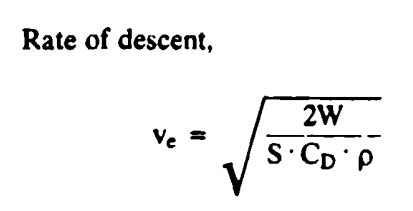 Rate of descent,
vₑ = √(2W / (S · C_D · ρ))